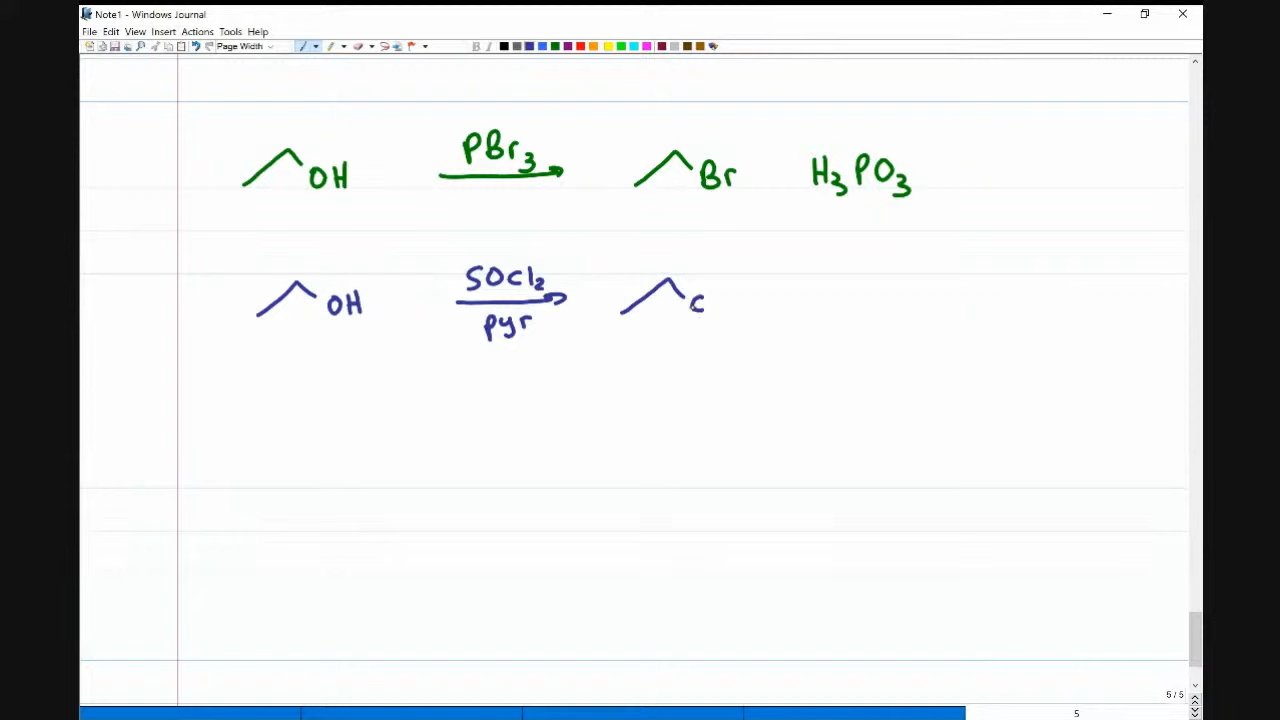 Note1 - Windows Journal
File Edit View Insert Actions Tools Help
Page Width B I
PBr3
OH Br H3PO3
SOCl2
OH C
pyr
5 / 5
5